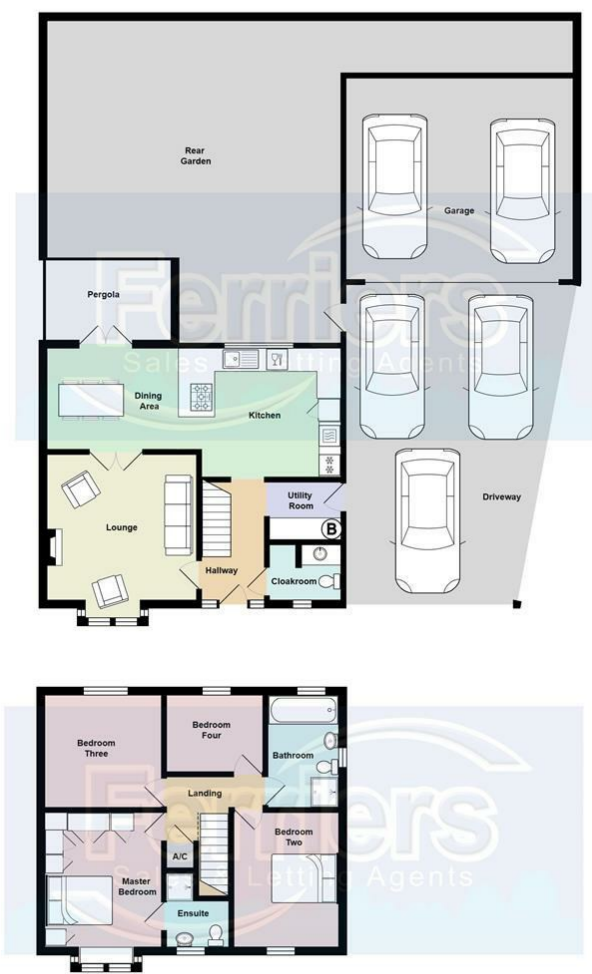 Rear
Garden
Garage
Pergola
Ferriers
Sales & Letting Agents
Dining
Area
Kitchen
Utility
Room
B
Driveway
Lounge
Hallway
Cloakroom
Bedroom
Three
Bedroom
Four
Bathroom
Landing
Ferriers
Sales & Letting Agents
Bedroom
Two
A/C
Master
Bedroom
Ensuite